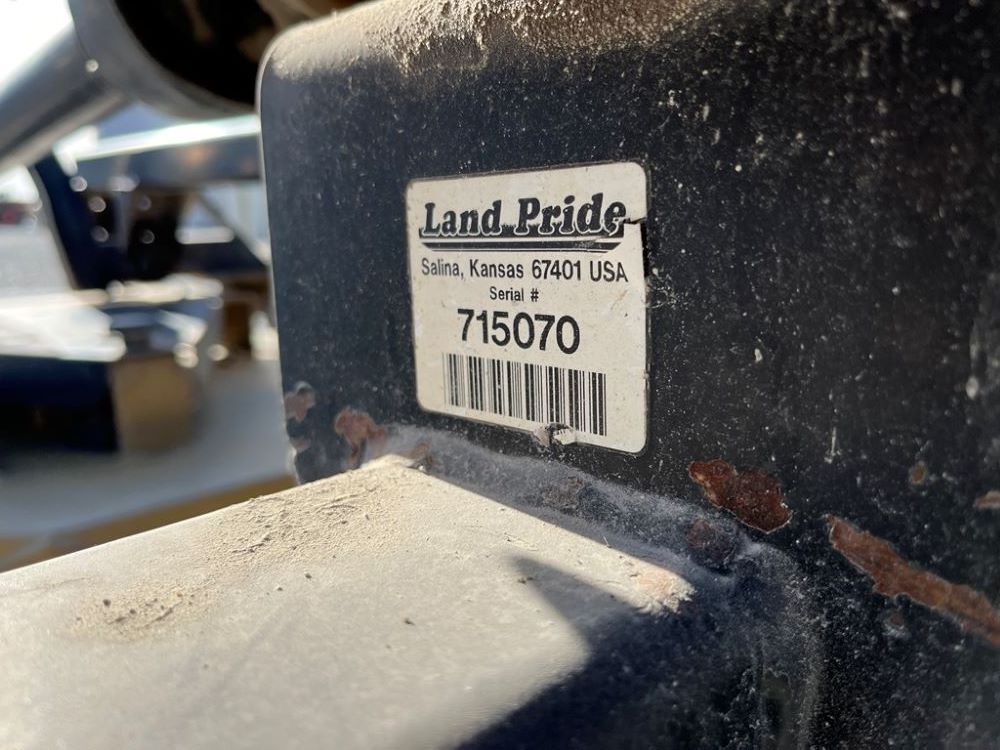 Land Pride
Salina, Kansas 67401 USA
Serial #
715070